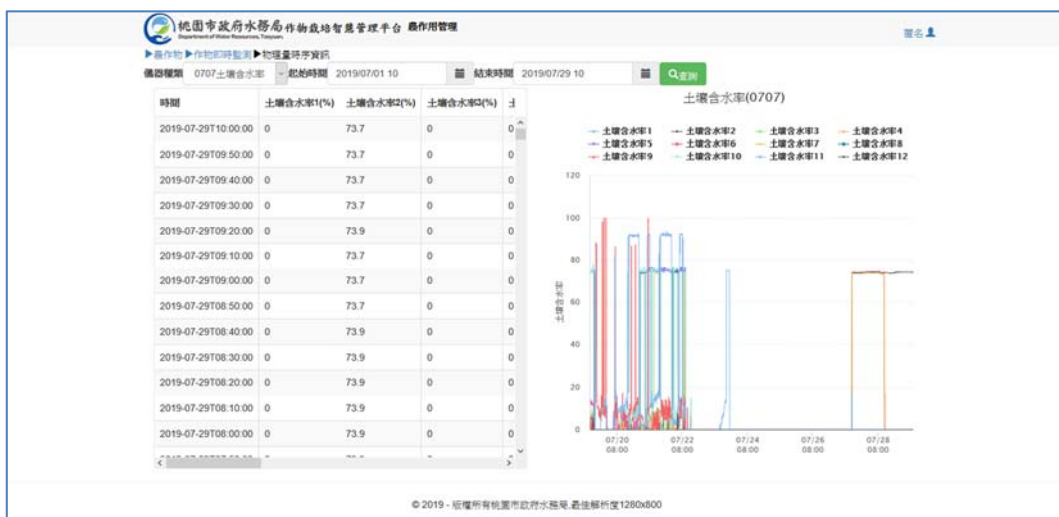 桃園市政府水務局作物栽培智慧管理平台 農作用管理
Department of Water Resources, Taoyuan
匿名
▶農作物 ▶作物即時監測 ▶物理量時序資訊
儀器種類 0707土壤含水率 起始時間 2019/07/01 10 結束時間 2019/07/29 10 查詢
時間 土壤含水率1(%) 土壤含水率2(%) 土壤含水率3(%) 土
2019-07-29T10:00:00 0 73.7 0 0
2019-07-29T09:50:00 0 73.7 0 0
2019-07-29T09:40:00 0 73.7 0 0
2019-07-29T09:30:00 0 73.7 0 0
2019-07-29T09:20:00 0 73.9 0 0
2019-07-29T09:10:00 0 73.7 0 0
2019-07-29T09:00:00 0 73.7 0 0
2019-07-29T08:50:00 0 73.7 0 0
2019-07-29T08:40:00 0 73.9 0 0
2019-07-29T08:30:00 0 73.9 0 0
2019-07-29T08:20:00 0 73.9 0 0
2019-07-29T08:10:00 0 73.9 0 0
2019-07-29T08:00:00 0 73.9 0 0
土壤含水率(0707)
土壤含水率1 土壤含水率2 土壤含水率3 土壤含水率4
土壤含水率5 土壤含水率6 土壤含水率7 土壤含水率8
土壤含水率9 土壤含水率10 土壤含水率11 土壤含水率12
120
100
80
60
40
20
0
土壤含水率
07/20 07/22 07/24 07/26 07/28
08:00 08:00 08:00 08:00 08:00
© 2019 - 版權所有桃園市政府水務局,最佳解析度1280x800